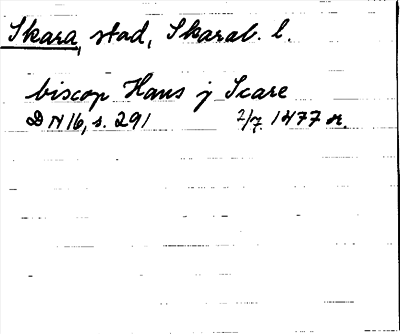 Skara, stad, Skarab. l.
biscop Hans j Scare
DN 16, s. 291 2/7 1477 or.